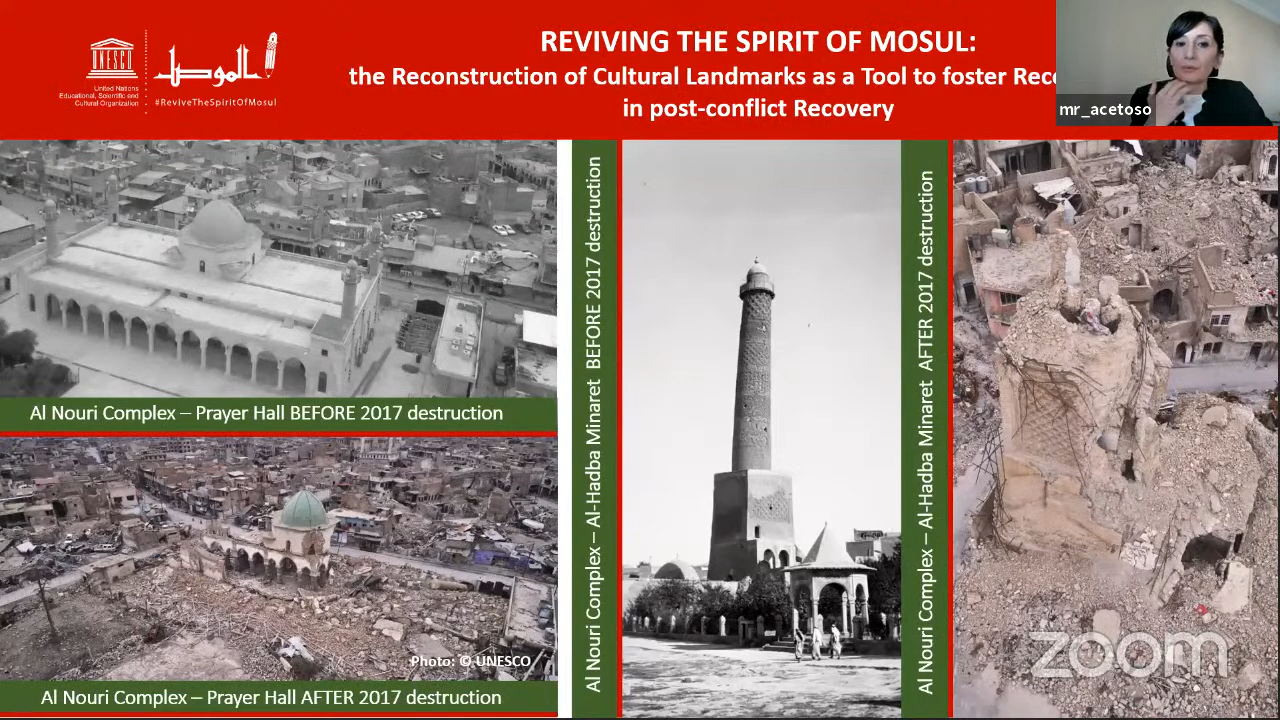 UNESCO
United Nations
Educational, Scientific and
Cultural Organization
الموصل
#ReviveTheSpiritOfMosul
REVIVING THE SPIRIT OF MOSUL:
the Reconstruction of Cultural Landmarks as a Tool to foster Reco
in post-conflict Recovery
mr_acetoso
Al Nouri Complex – Prayer Hall BEFORE 2017 destruction
Photo: © UNESCO
Al Nouri Complex – Prayer Hall AFTER 2017 destruction
Al Nouri Complex – Al-Hadba Minaret BEFORE 2017 destruction
Al Nouri Complex – Al-Hadba Minaret AFTER 2017 destruction
zoom